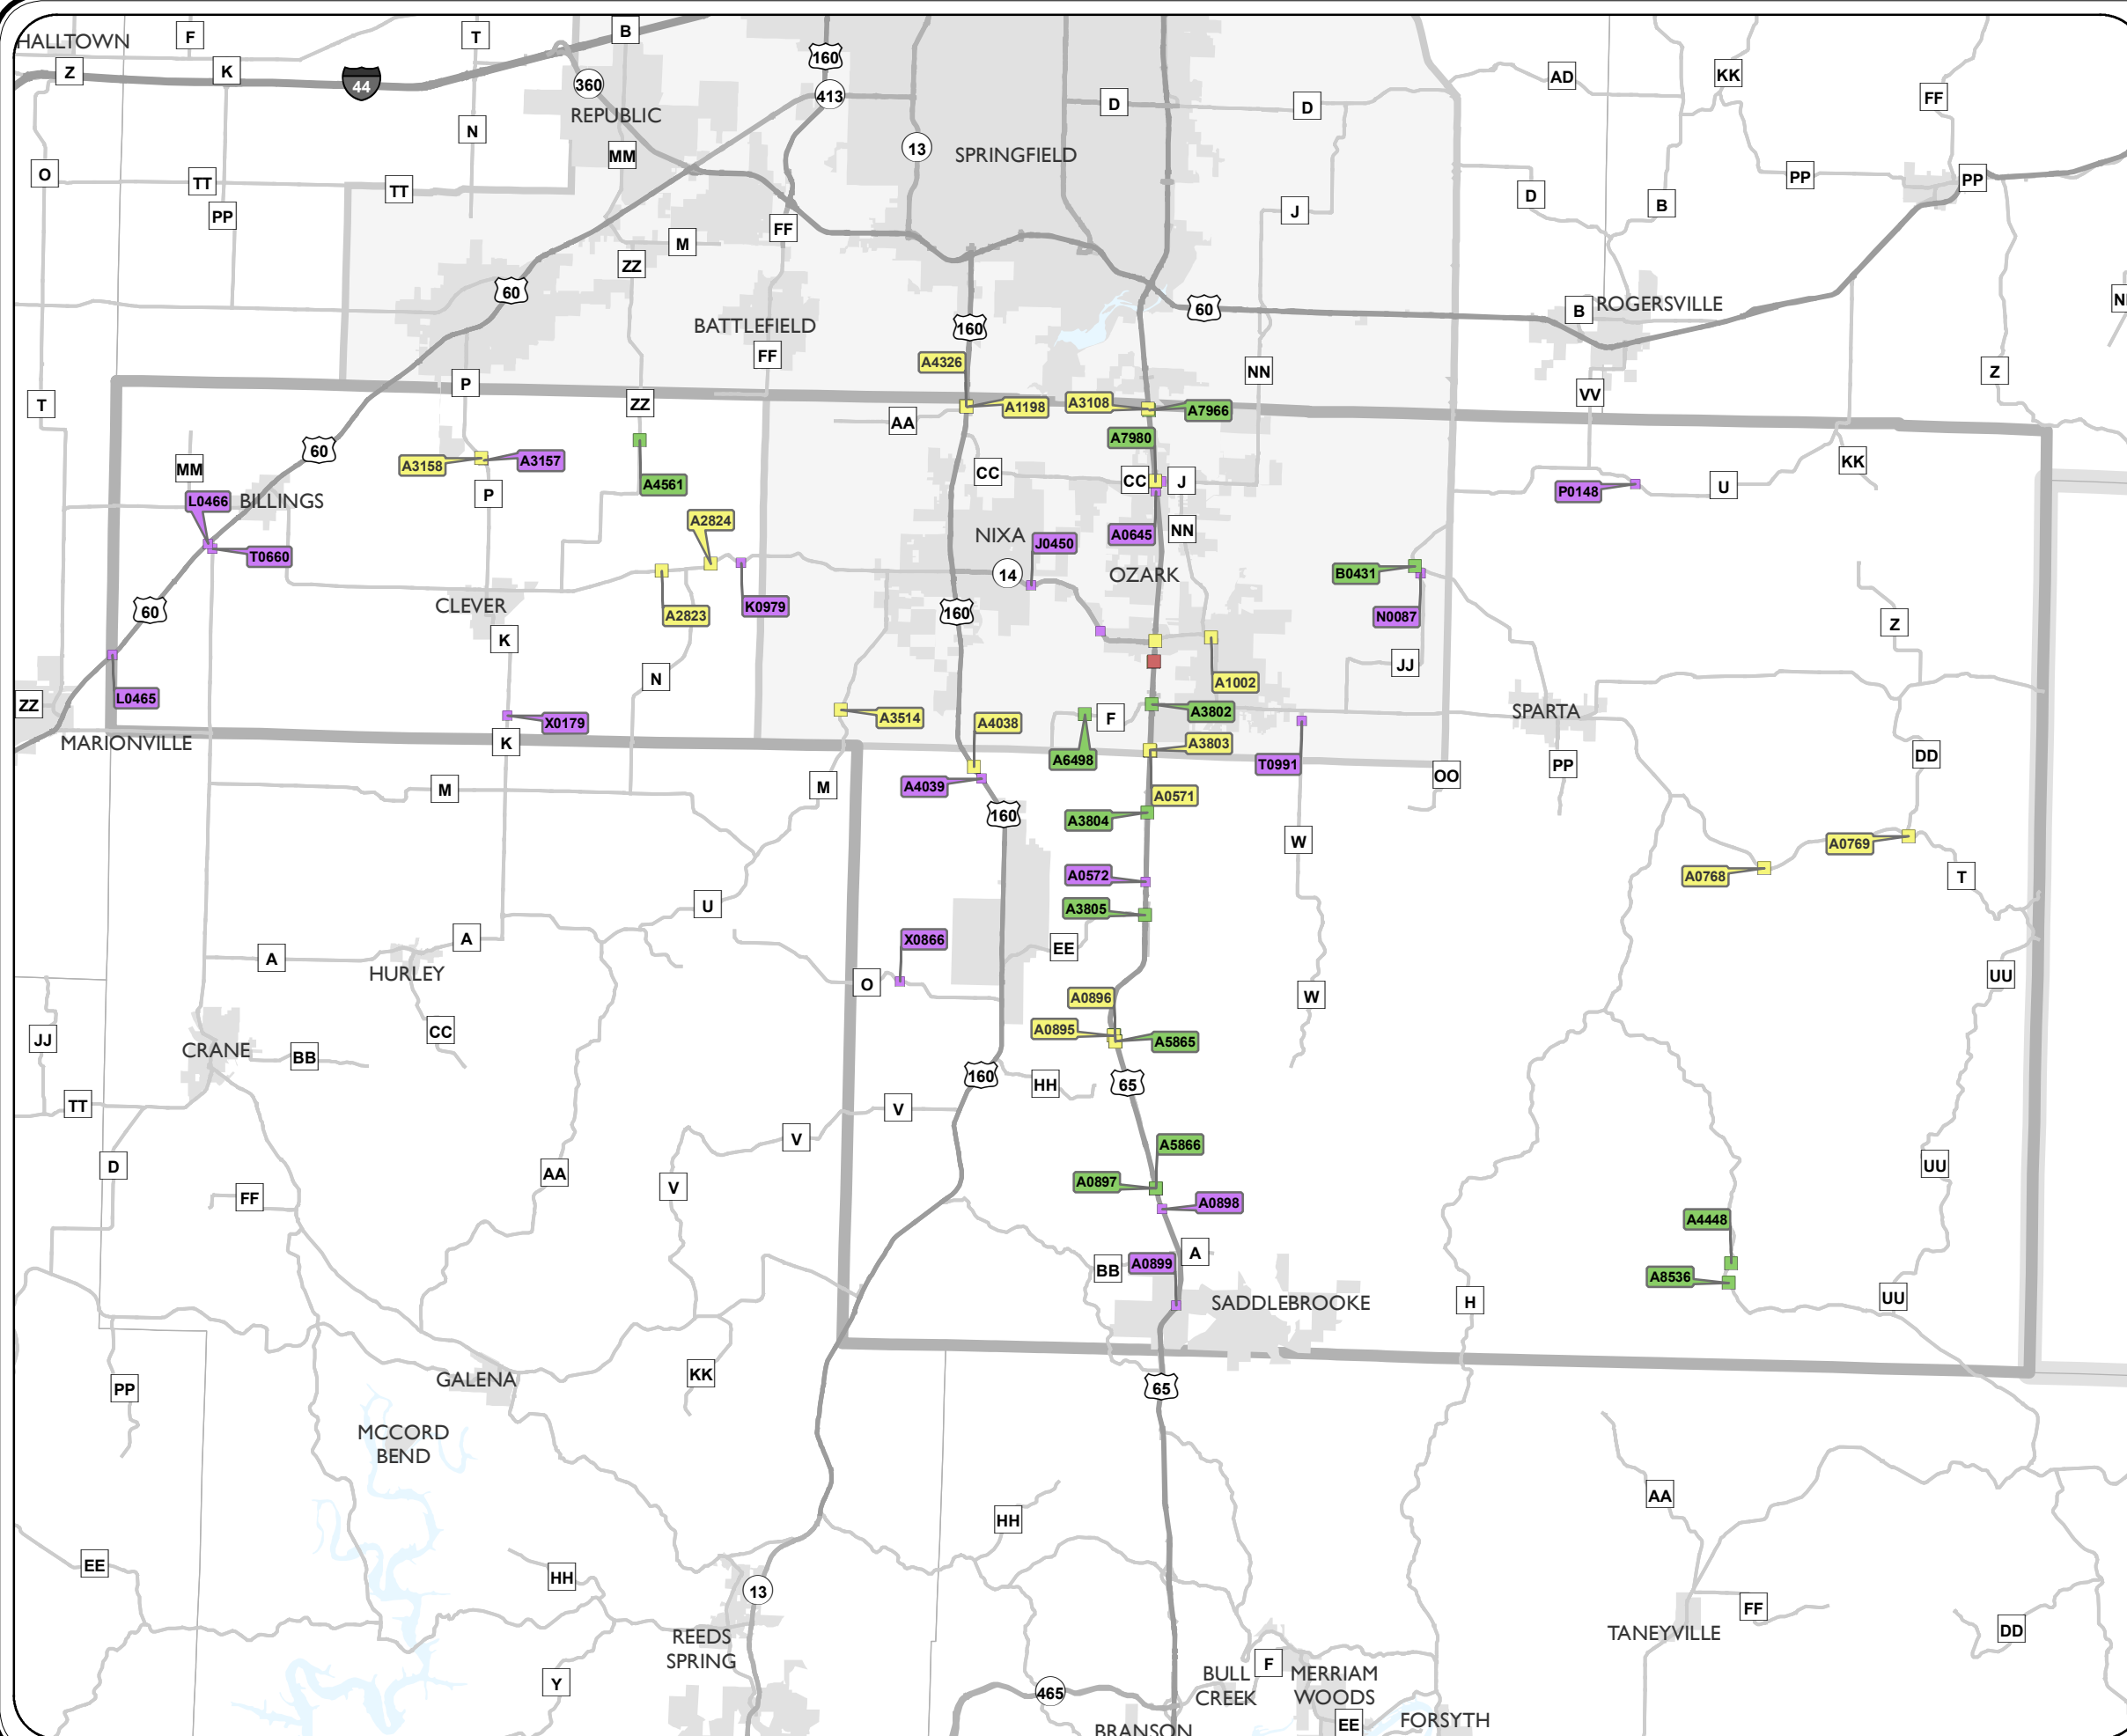 HALLTOWN
F
T
B
160
Z
K
44
360
413
REPUBLIC
D
D
AD
KK
FF
N
MM
13
SPRINGFIELD
O
TT
TT
PP
PP
PP
D
B
J
FF
M
ZZ
60
60
B
ROGERSVILLE
N
BATTLEFIELD
160
FF
A4326
NN
Z
P
VV
T
ZZ
A1198
A3108
A7966
AA
A7980
60
MM
A3158
A3157
A4561
CC
CC
J
KK
P
L0466
BILLINGS
P0148
U
A2824
NIXA
J0450
A0645
NN
T0660
14
OZARK
B0431
60
CLEVER
A2823
K0979
160
N0087
Z
K
N
JJ
A1002
L0465
ZZ
X0179
A3514
A4038
F
A3802
SPARTA
MARIONVILLE
K
A6498
A3803
T0991
PP
DD
OO
M
M
A4039
A0571
160
A3804
W
A0769
A0572
A0768
T
U
A3805
A
A
X0866
EE
HURLEY
O
UU
A0896
W
JJ
CC
A0895
A5865
CRANE
BB
160
HH
65
TT
V
V
A5866
D
AA
V
A0897
UU
FF
A0898
A4448
A
BB
A0899
A8536
SADDLEBROOKE
H
UU
GALENA
KK
PP
65
MCCORD
BEND
AA
HH
EE
HH
13
FF
REEDS
SPRING
TANEYVILLE
DD
Y
F
BULL
CREEK
MERRIAM
WOODS
465
EE
FORSYTH
BRANSON